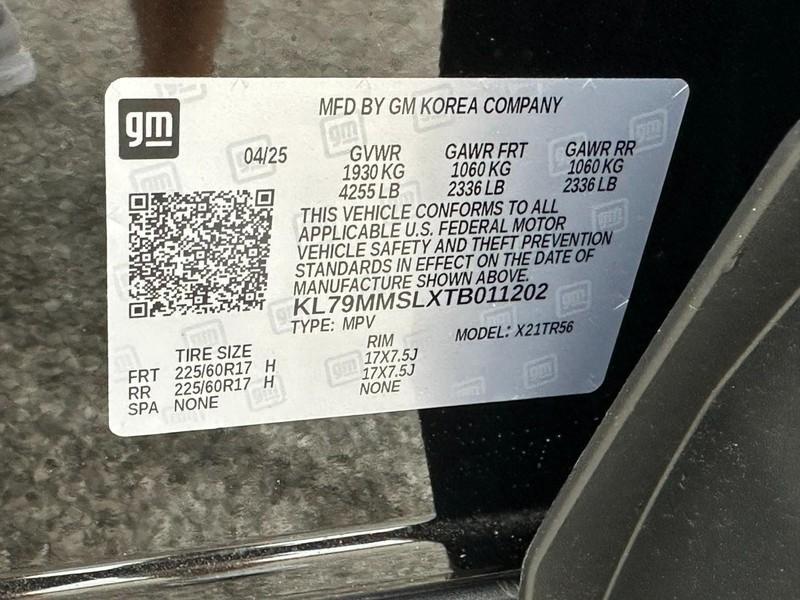 gm
MFD BY GM KOREA COMPANY
04/25 GVWR GAWR FRT GAWR RR
1930 KG 1060 KG 1060 KG
4255 LB 2336 LB 2336 LB
THIS VEHICLE CONFORMS TO ALL
APPLICABLE U.S. FEDERAL MOTOR
VEHICLE SAFETY AND THEFT PREVENTION
STANDARDS IN EFFECT ON THE DATE OF
MANUFACTURE SHOWN ABOVE.
KL79MMSLXTB011202
TYPE: MPV MODEL: X21TR56
TIRE SIZE RIM
FRT 225/60R17 H 17X7.5J
RR 225/60R17 H 17X7.5J
SPA NONE NONE